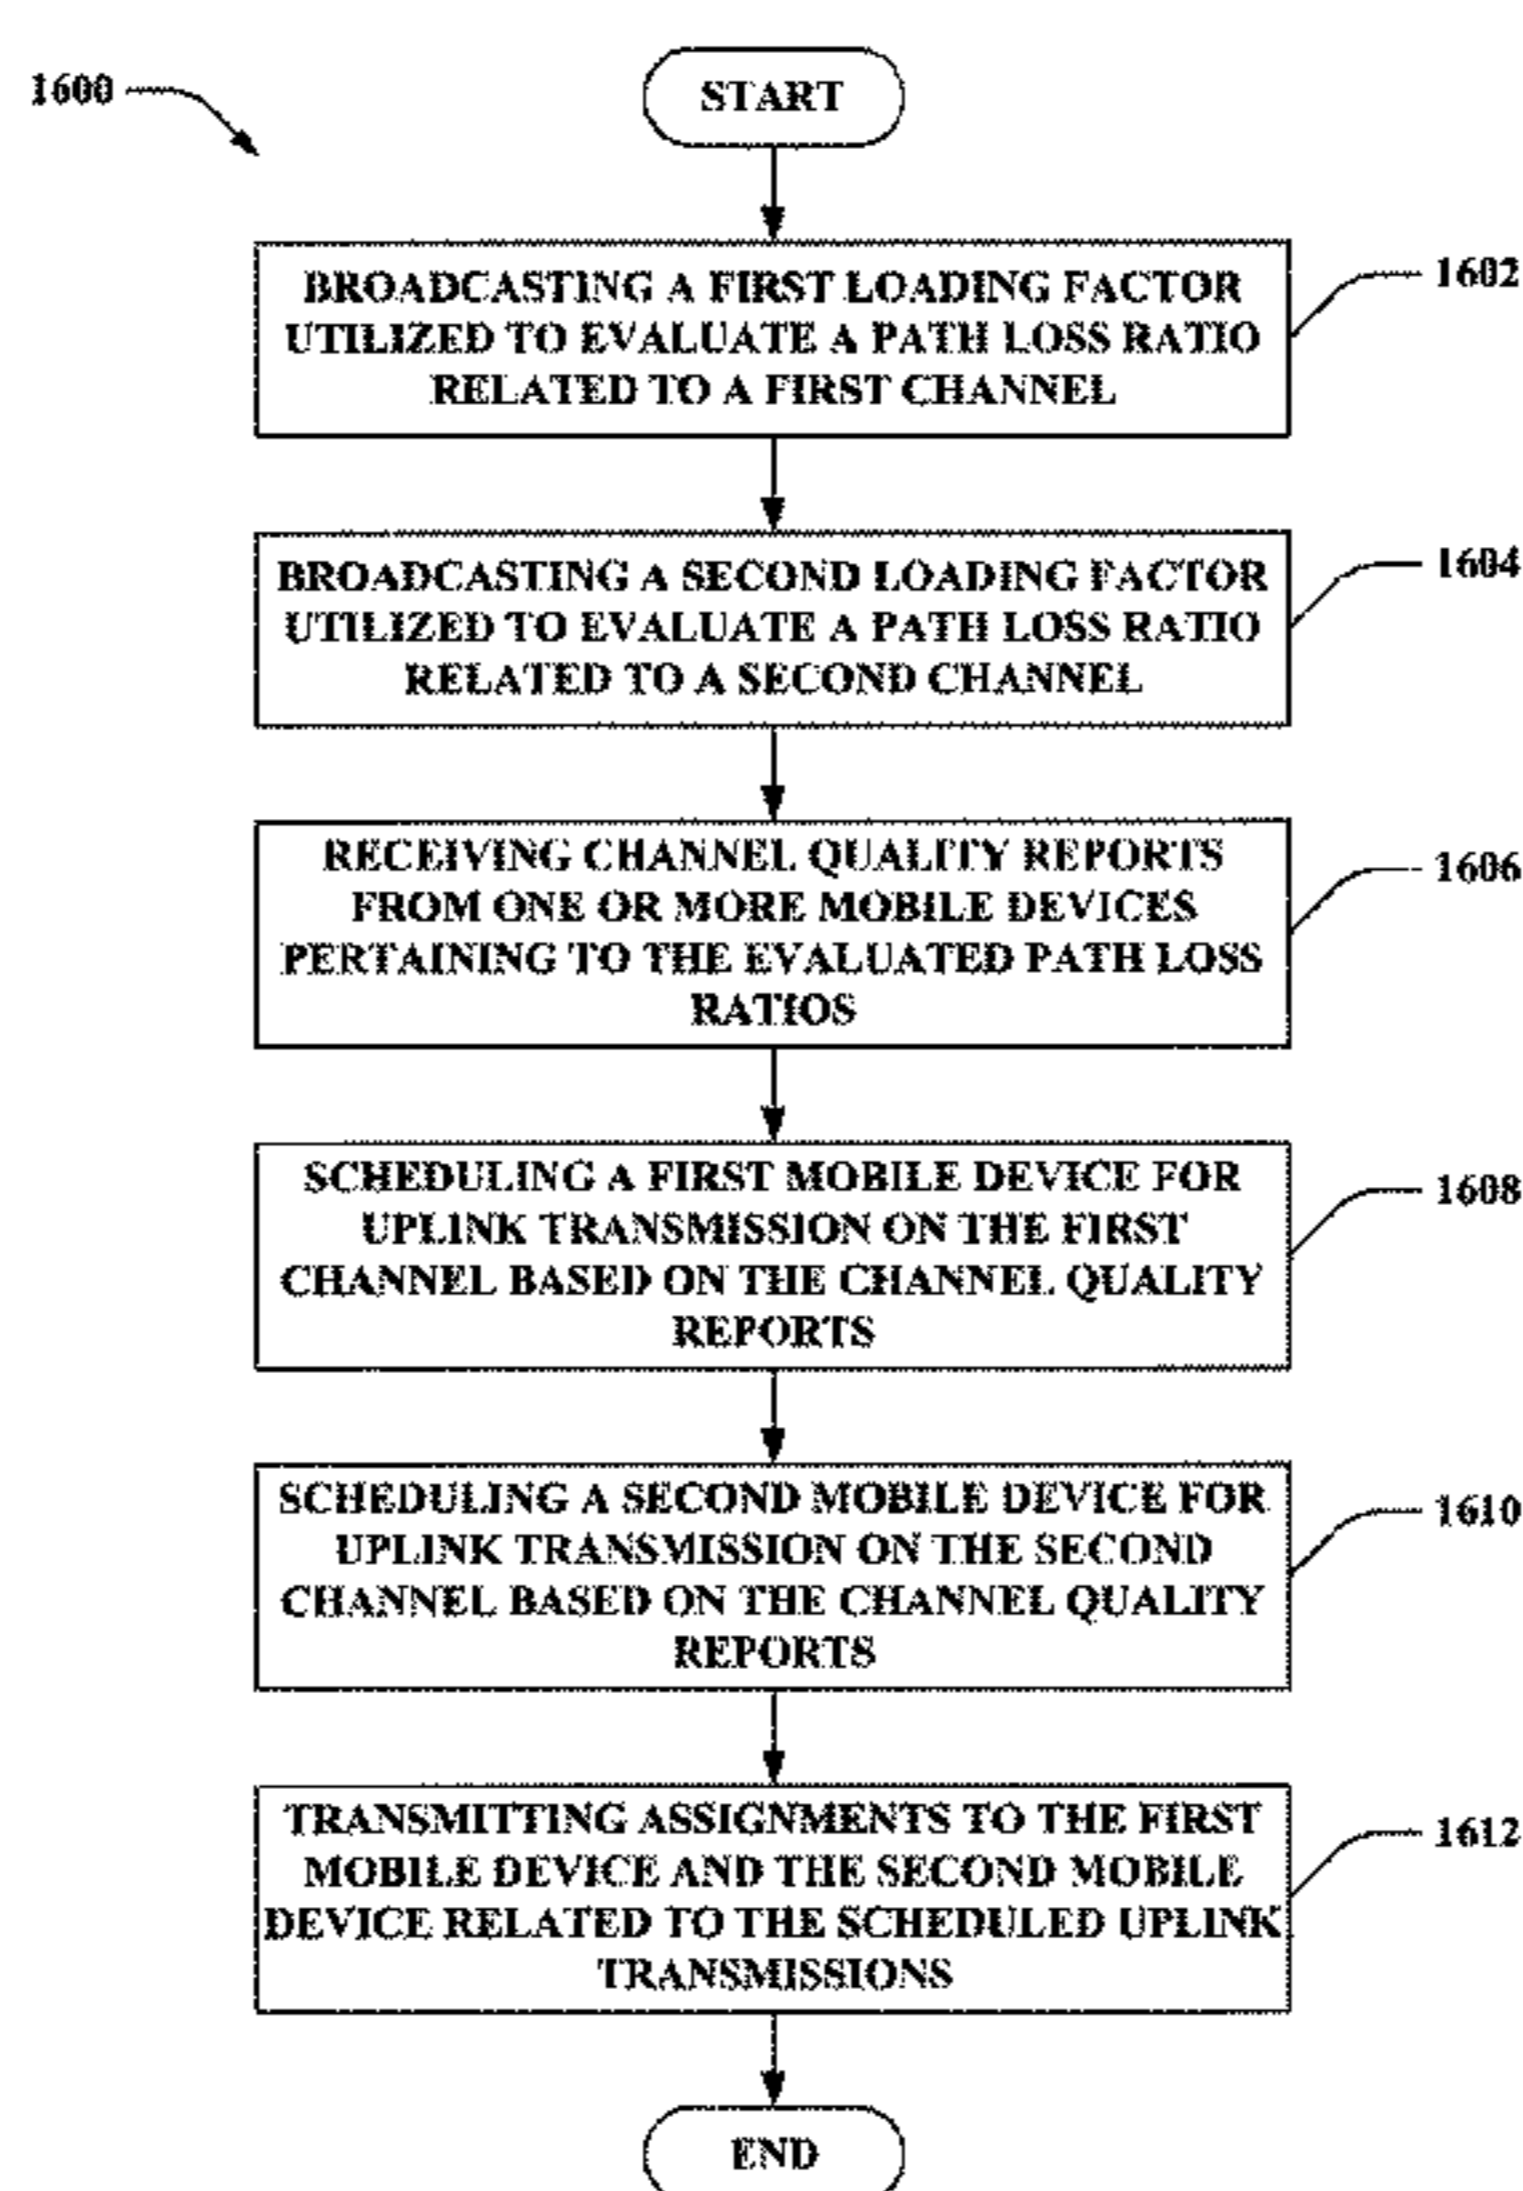 1600
START
BROADCASTING A FIRST LOADING FACTOR
UTILIZED TO EVALUATE A PATH LOSS RATIO
RELATED TO A FIRST CHANNEL
1602
BROADCASTING A SECOND LOADING FACTOR
UTILIZED TO EVALUATE A PATH LOSS RATIO
RELATED TO A SECOND CHANNEL
1604
RECEIVING CHANNEL QUALITY REPORTS
FROM ONE OR MORE MOBILE DEVICES
PERTAINING TO THE EVALUATED PATH LOSS
RATIOS
1606
SCHEDULING A FIRST MOBILE DEVICE FOR
UPLINK TRANSMISSION ON THE FIRST
CHANNEL BASED ON THE CHANNEL QUALITY
REPORTS
1608
SCHEDULING A SECOND MOBILE DEVICE FOR
UPLINK TRANSMISSION ON THE SECOND
CHANNEL BASED ON THE CHANNEL QUALITY
REPORTS
1610
TRANSMITTING ASSIGNMENTS TO THE FIRST
MOBILE DEVICE AND THE SECOND MOBILE
DEVICE RELATED TO THE SCHEDULED UPLINK
TRANSMISSIONS
1612
END